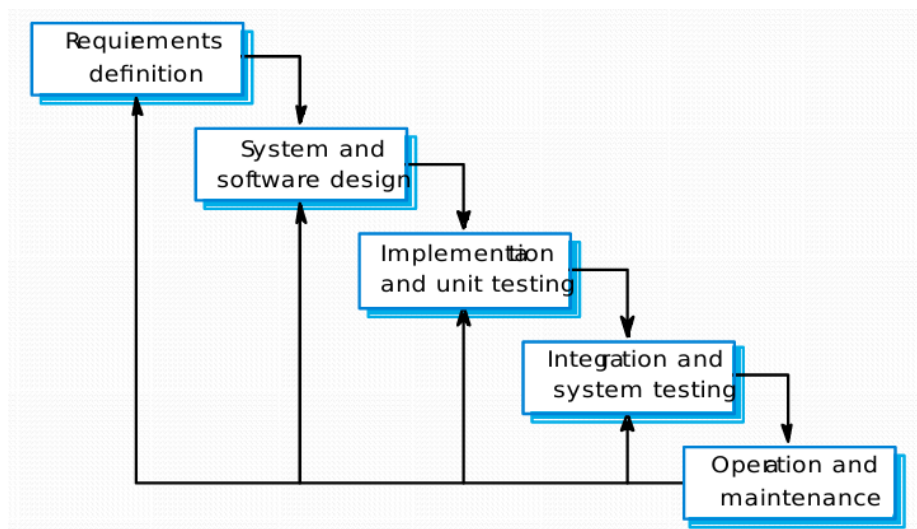 Requirements
definition
System and
software design
Implementation
and unit testing
Integration and
system testing
Operation and
maintenance